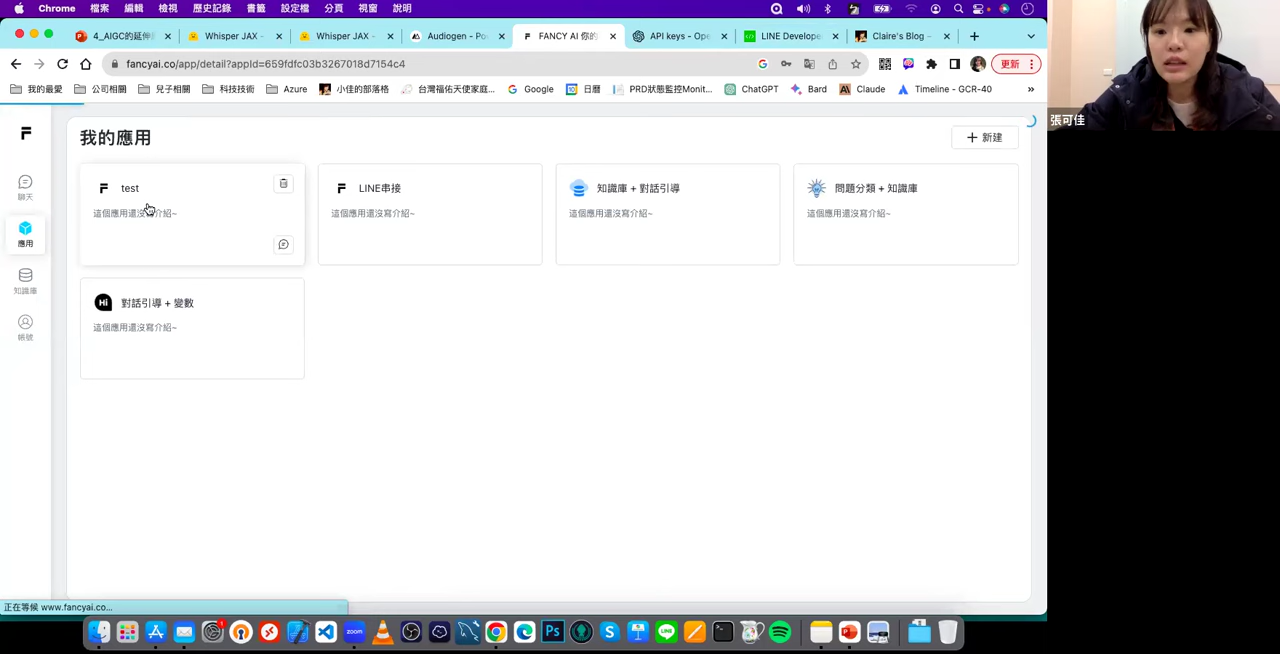 Chrome 檔案 編輯 檢視 歷史記錄 書籤 設定檔 分頁 視窗 說明
4_AIGC的延伸應
Whisper JAX -
Whisper JAX -
Audiogen - Po
FANCY AI 你的
API keys - Ope
LINE Develope
Claire's Blog –
fancyai.co/app/detail?appId=659fdfc03b3267018d7154c4
更新
我的最愛 公司相關 兒子相關 科技技術 Azure 小佳的部落格 台灣福佑天使家庭... Google 日曆 PRD狀態監控Monit... ChatGPT Bard Claude Timeline - GCR-40 »
張可佳
我的應用
+ 新建
聊天
應用
知識庫
帳號
test
這個應用還沒寫介紹~
LINE串接
這個應用還沒寫介紹~
知識庫 + 對話引導
這個應用還沒寫介紹~
問題分類 + 知識庫
這個應用還沒寫介紹~
Hi
對話引導 + 變數
這個應用還沒寫介紹~
正在等候 www.fancyai.co...
zoom
Ps
LINE